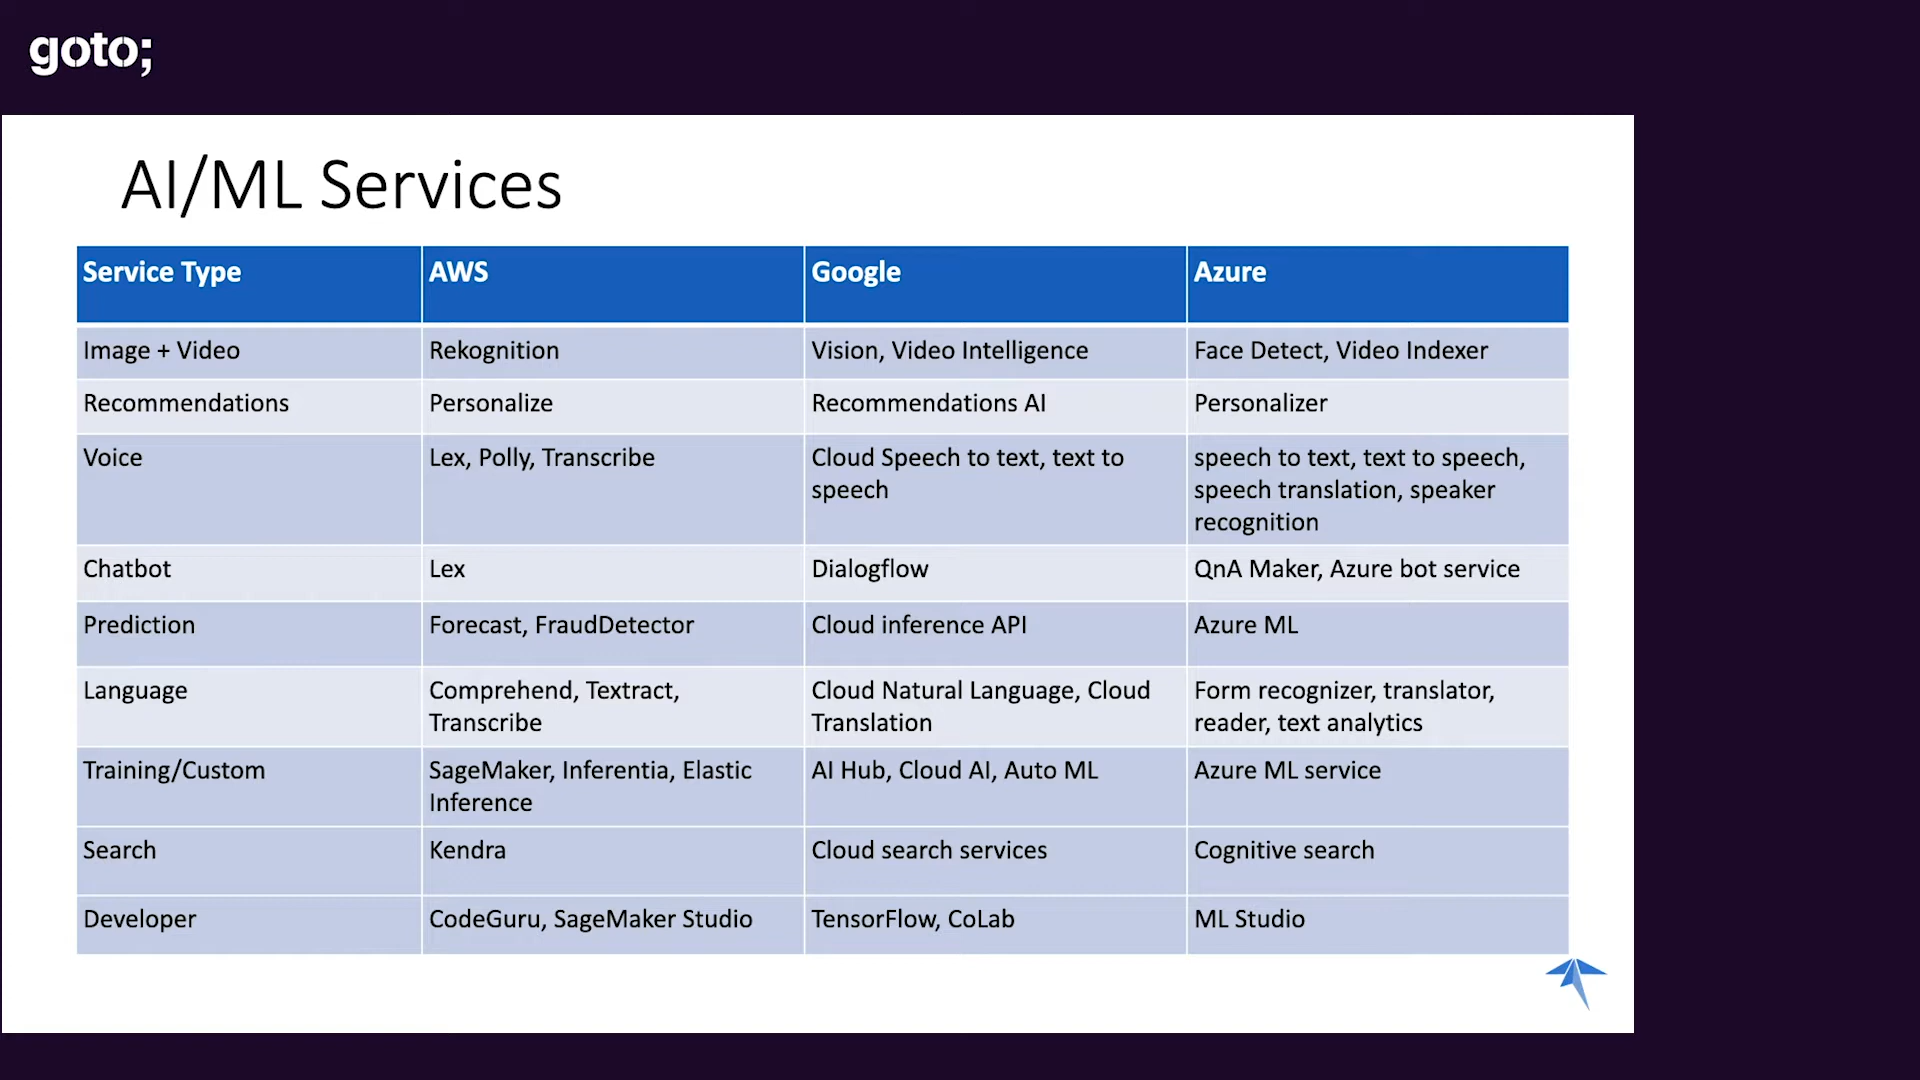 goto;
AI/ML Services
Service Type AWS Google Azure
Image + Video Rekognition Vision, Video Intelligence Face Detect, Video Indexer
Recommendations Personalize Recommendations AI Personalizer
Voice Lex, Polly, Transcribe Cloud Speech to text, text to speech, text to speech,
speech speech translation, speaker
recognition
Chatbot Lex Dialogflow QnA Maker, Azure bot service
Prediction Forecast, FraudDetector Cloud inference API Azure ML
Language Comprehend, Textract, Cloud Natural Language, Cloud Form recognizer, translator,
Transcribe Translation reader, text analytics
Training/Custom SageMaker, Inferentia, Elastic AI Hub, Cloud AI, Auto ML Azure ML service
Inference
Search Kendra Cloud search services Cognitive search
Developer CodeGuru, SageMaker Studio TensorFlow, CoLab ML Studio